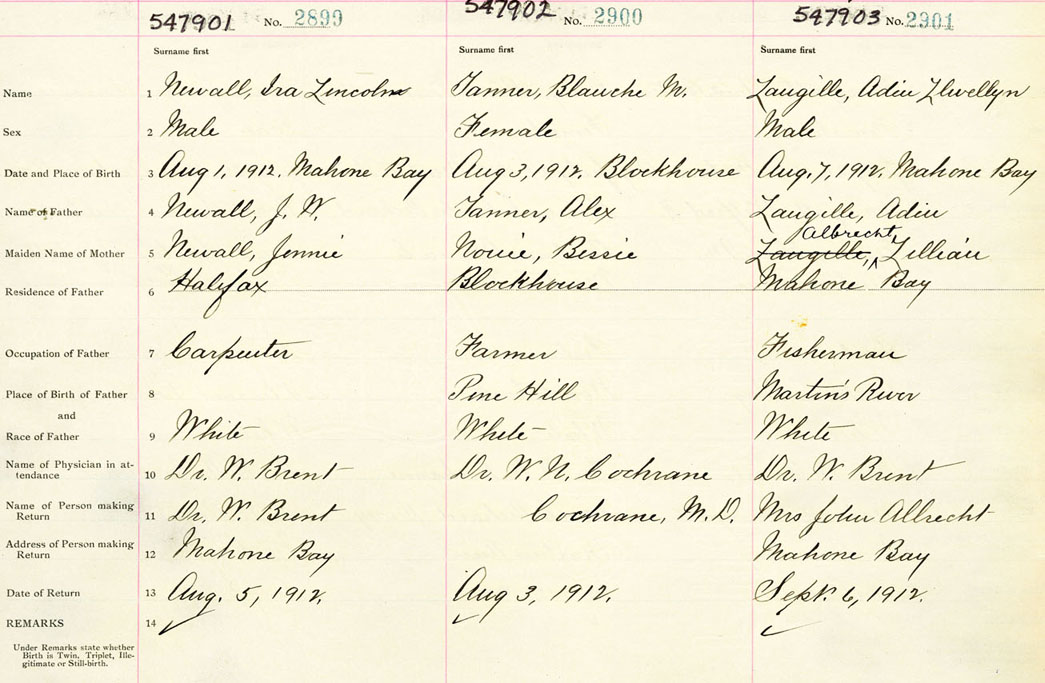 547901 No. 2899 547902 No. 2900 547903 No. 2901
Surname first Surname first Surname first
Name 1 Newall, Ira Lincoln Tanner, Blanche M. Langille, Adin Llwellyn
Sex 2 Male Female Male
Date and Place of Birth 3 Aug 1, 1912. Mahone Bay Aug 3, 1912. Blockhouse Aug. 7, 1912. Mahone Bay
Name of Father 4 Newall, J. W. Tanner, Alex Langille, Adin
Albrecht,
Maiden Name of Mother 5 Newall, Jennie Bessie Langille, Lillian
Residence of Father 6 Halifax Blockhouse Mahone Bay
Occupation of Father 7 Carpenter Farmer Fisherman
Place of Birth of Father 8 Pine Hill Martin's River
and
Race of Father 9 White White White
Name of Physician in at-
tendance 10 Dr. W. Brent Dr. W. N. Cochrane Dr. W. Brent
Name of Person making
Return 11 Dr. W. Brent Cochrane, M.D. Mrs John Albrecht
Address of Person making
Return 12 Mahone Bay Mahone Bay
Date of Return 13 Aug. 5, 1912. Aug 3, 1912. Sept. 6, 1912.
REMARKS 14
Under Remarks state whether
Birth is Twin, Triplet, Ille-
gitimate or Still-birth.